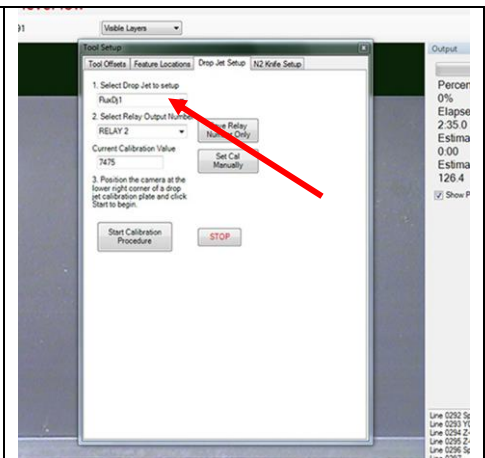 91
Visible Layers
Tool Setup
Output
Tool Offsets Feature Locations Drop Jet Setup N2 Knife Setup
1. Select Drop Jet to setup
FluxDj1
2. Select Relay Output Number
RELAY 2
Save Relay
Number Only
Current Calibration Value
7475
Set Cal
Manually
3. Position the camera at the
lower right corner of a drop
jet calibration plate and click
Start to begin.
Start Calibration
Procedure
STOP
Percen
0%
Elapse
2:35.0
Estima
0:00
Estima
126.4
Show P
Line 0292 Sp
Line 0293 Y0
Line 0294 Z-
Line 0295 Z-
Line 0296 Sp